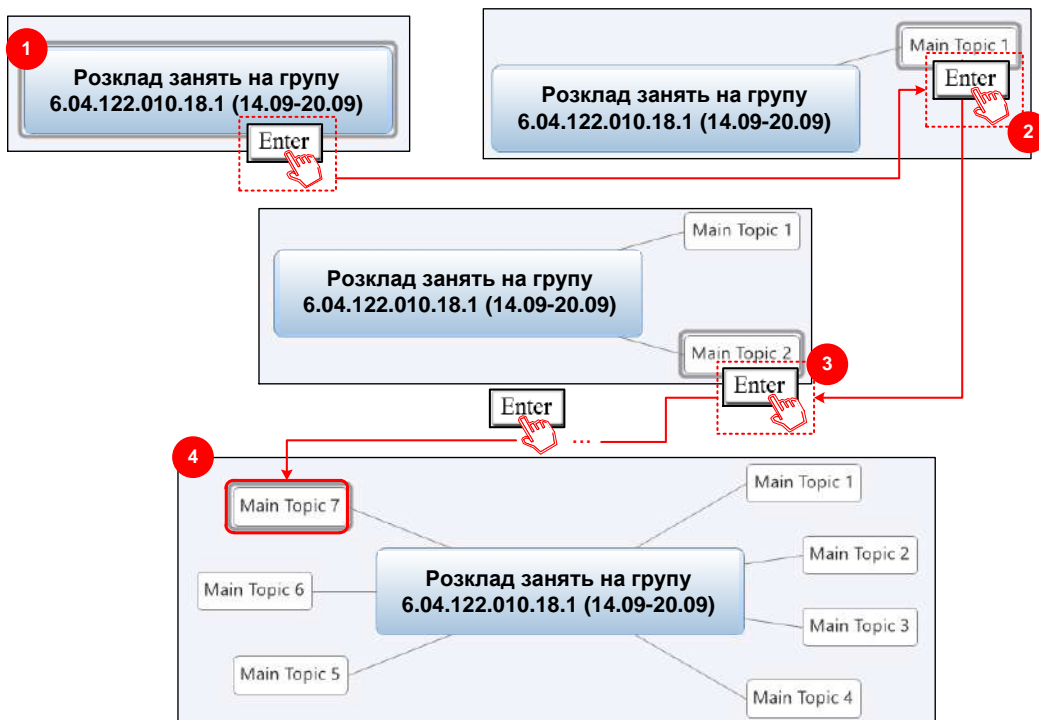 1
Розклад занять на групу
6.04.122.010.18.1 (14.09-20.09)
Enter
Main Topic 1
Enter
Розклад занять на групу
6.04.122.010.18.1 (14.09-20.09)
2
Main Topic 1
Розклад занять на групу
6.04.122.010.18.1 (14.09-20.09)
Main Topic 2
3
Enter
Enter
...
4
Main Topic 7
Main Topic 1
Main Topic 2
Main Topic 6
Розклад занять на групу
6.04.122.010.18.1 (14.09-20.09)
Main Topic 3
Main Topic 5
Main Topic 4